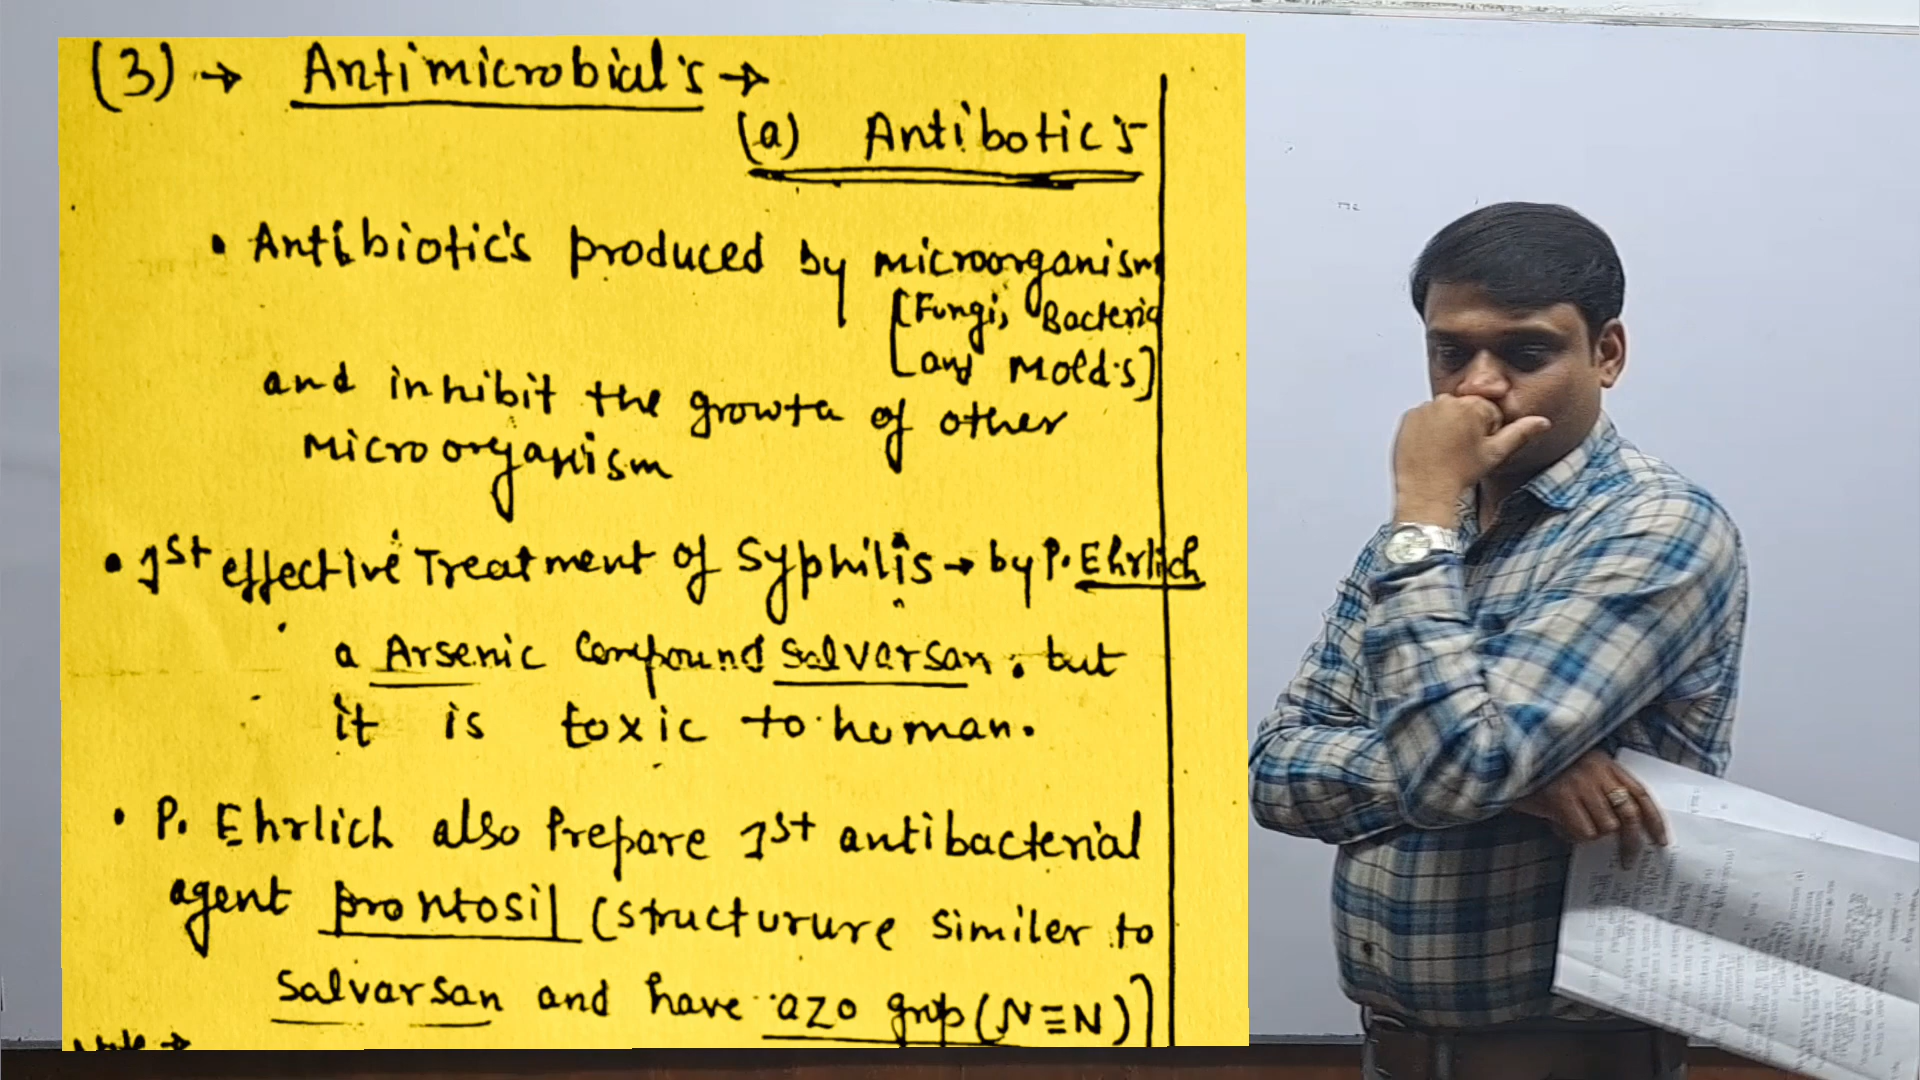 (3) → Antimicrobial's →
(a) Antibotic's
• Antibiotic's produced by microorganism
[Fungi, Bacteria
and Mold's]
and inhibit the growth of other
microorganism
• 1st effective Treatment of Syphilis → by P. Ehrlich
a Arsenic Compound Salvarsan. but
it is toxic to human.
• P. Ehrlich also Prepare 1st antibacterial
agent prontosil (structurure similer to
Salvarsan and have azo grup (N≡N)]